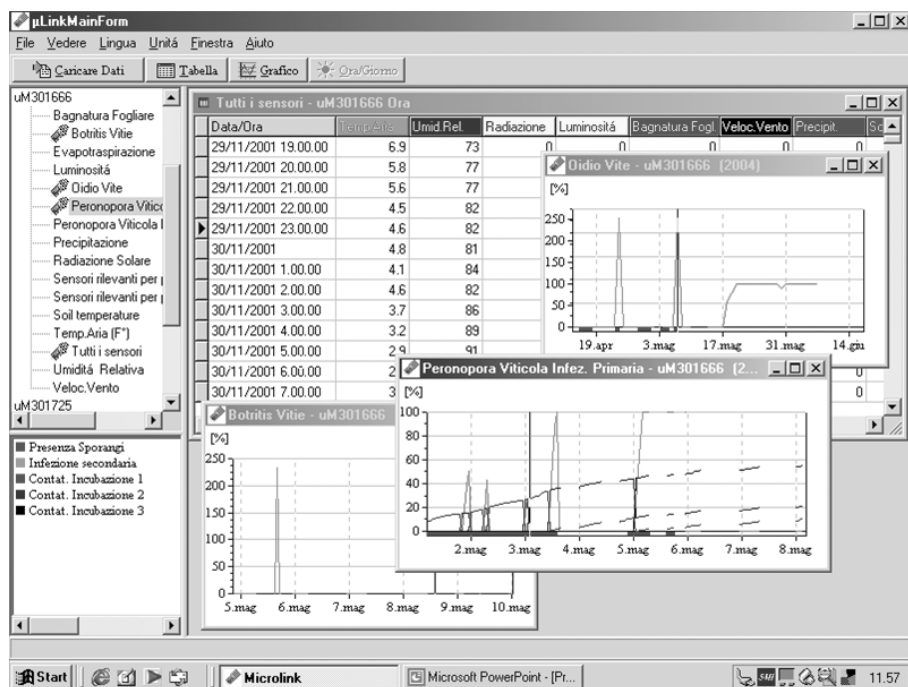 µLinkMainForm
File Vedere Lingua Unitá Finestra Aiuto
Caricare Dati Tabella Grafico Ora/Giorno
uM301666
Bagnatura Fogliare
Botritis Vitie
Evapotraspirazione
Luminositá
Oidio Vite
Peronopora Vitico
Peronopora Viticola I
Precipitazione
Radiazione Solare
Sensori rilevanti per p
Sensori rilevanti per p
Soil temperature
Temp.Aria (F°)
Tutti i sensori
Umiditá Relativa
Veloc.Vento
uM301725
Presenza Sporangi
Infezione secondaria
Contat. Incubazione 1
Contat. Incubazione 2
Contat. Incubazione 3
Tutti i sensori - uM301666 Ora
Data/Ora Temp.Aria Umid.Rel. Radiazione Luminositá Bagnatura Fogl. Veloc.Vento Precipit. So
29/11/2001 19.00.00 6.9 73 0 0 0 0 0
29/11/2001 20.00.00 5.8 77
29/11/2001 21.00.00 5.6 77
29/11/2001 22.00.00 4.5 82
29/11/2001 23.00.00 4.6 82
30/11/2001 4.8 81
30/11/2001 1.00.00 4.1 84
30/11/2001 2.00.00 4.6 82
30/11/2001 3.00.00 3.7 86
30/11/2001 4.00.00 3.2 89
30/11/2001 5.00.00 2.9 91
30/11/2001 6.00.00 2 0
30/11/2001 7.00.00 3 0
Oidio Vite - uM301666 (2004)
[%]
250
200
150
100
50
0
19.apr 3.mag 17.mag 31.mag 14.giu
Peronopora Viticola Infez. Primaria - uM301666 (2...
[%]
100
80
60
40
20
0
2.mag 3.mag 4.mag 5.mag 6.mag 7.mag 8.mag
Botritis Vitie - uM301666
[%]
250
200
150
100
50
0
5.mag 6.mag 7.mag 8.mag 9.mag 10.mag
Start Microlink Microsoft PowerPoint - [Pr... 11.57